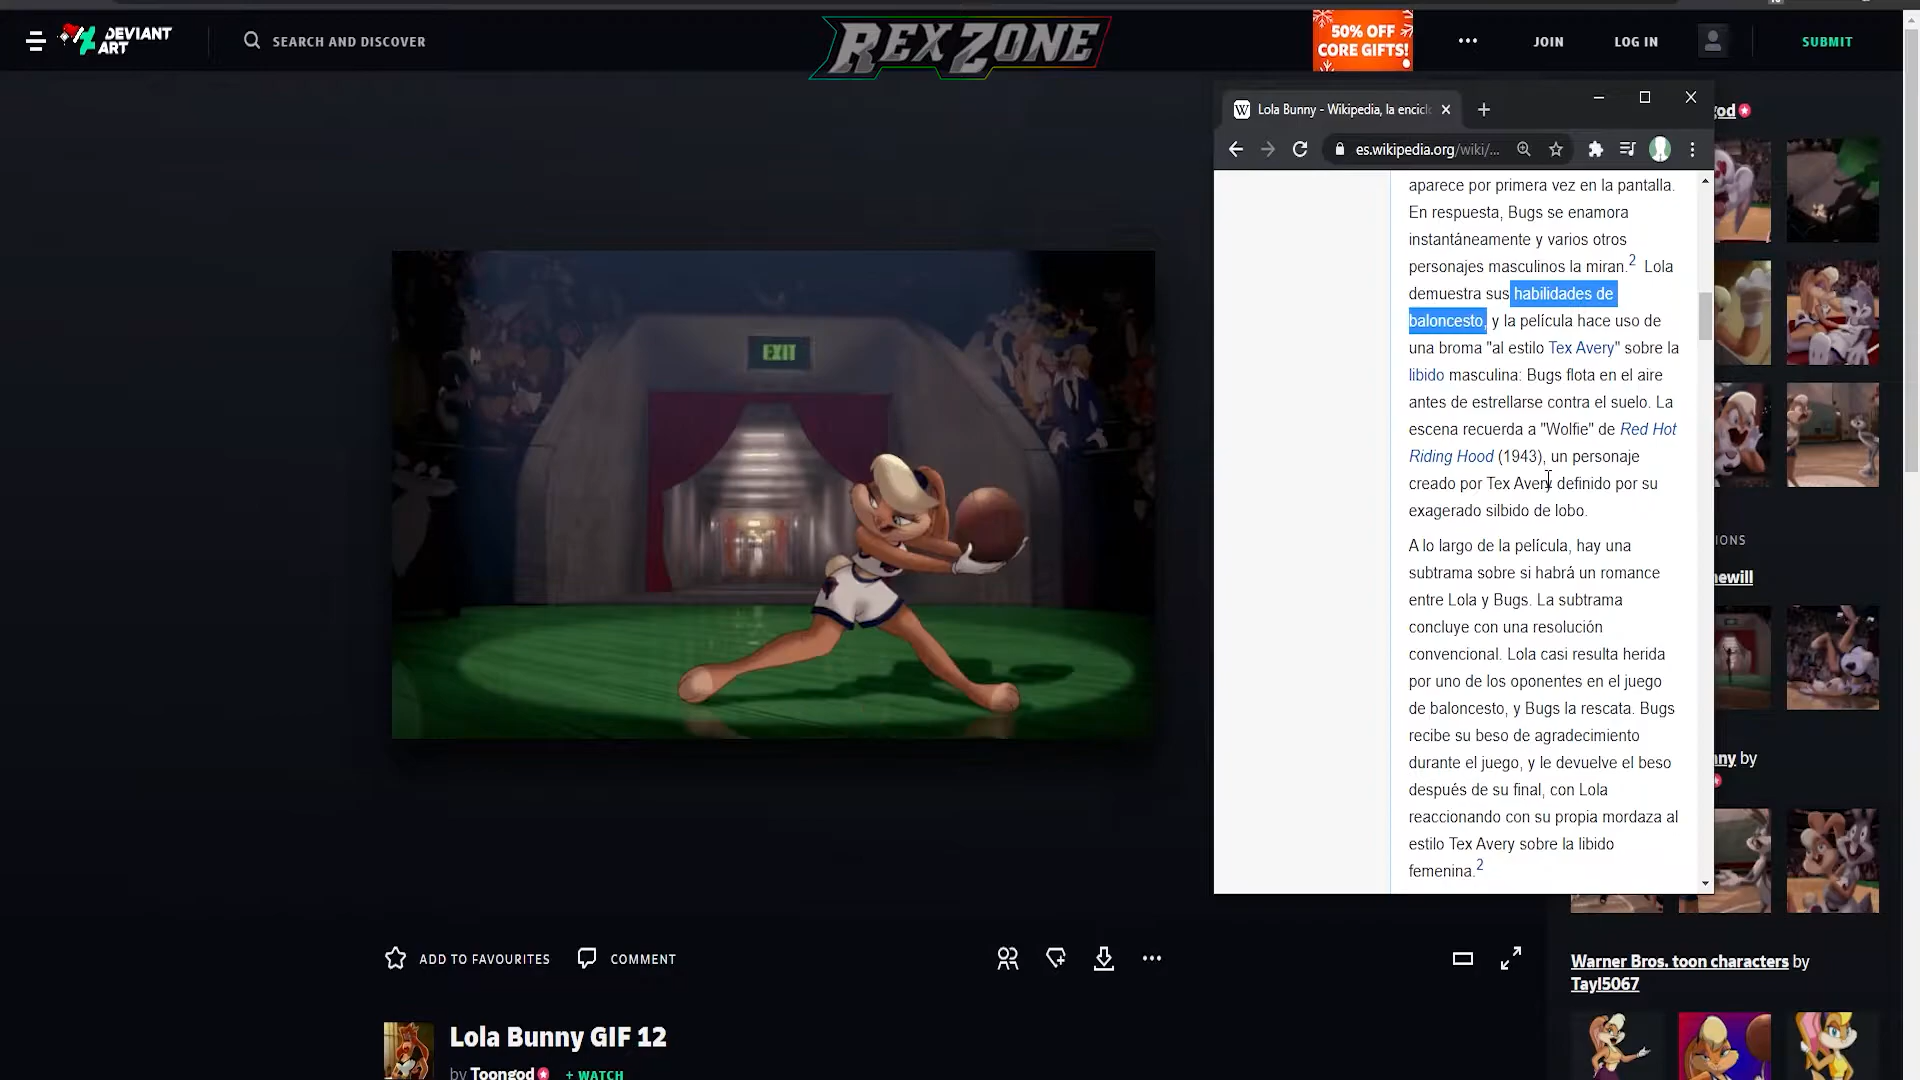 DEVIANT
ART
SEARCH AND DISCOVER
REX ZONE
50% OFF
CORE GIFTS!
JOIN
LOG IN
SUBMIT
Lola Bunny - Wikipedia, la encicl
es.wikipedia.org/wiki/...
god
aparece por primera vez en la pantalla.
En respuesta, Bugs se enamora
instantáneamente y varios otros
personajes masculinos la miran.2 Lola
demuestra sus habilidades de
baloncesto, y la película hace uso de
una broma "al estilo Tex Avery" sobre la
libido masculina: Bugs flota en el aire
antes de estrellarse contra el suelo. La
escena recuerda a "Wolfie" de Red Hot
Riding Hood (1943), un personaje
creado por Tex Avery definido por su
exagerado silbido de lobo.
A lo largo de la película, hay una
subtrama sobre si habrá un romance
entre Lola y Bugs. La subtrama
concluye con una resolución
convencional. Lola casi resulta herida
por uno de los oponentes en el juego
de baloncesto, y Bugs la rescata. Bugs
recibe su beso de agradecimiento
durante el juego, y le devuelve el beso
después de su final, con Lola
reaccionando con su propia mordaza al
estilo Tex Avery sobre la libido
femenina.2
EXIT
IONS
newill
nny by
ADD TO FAVOURITES
COMMENT
Warner Bros. toon characters by
Tayl5067
Lola Bunny GIF 12
by Toongod + WATCH